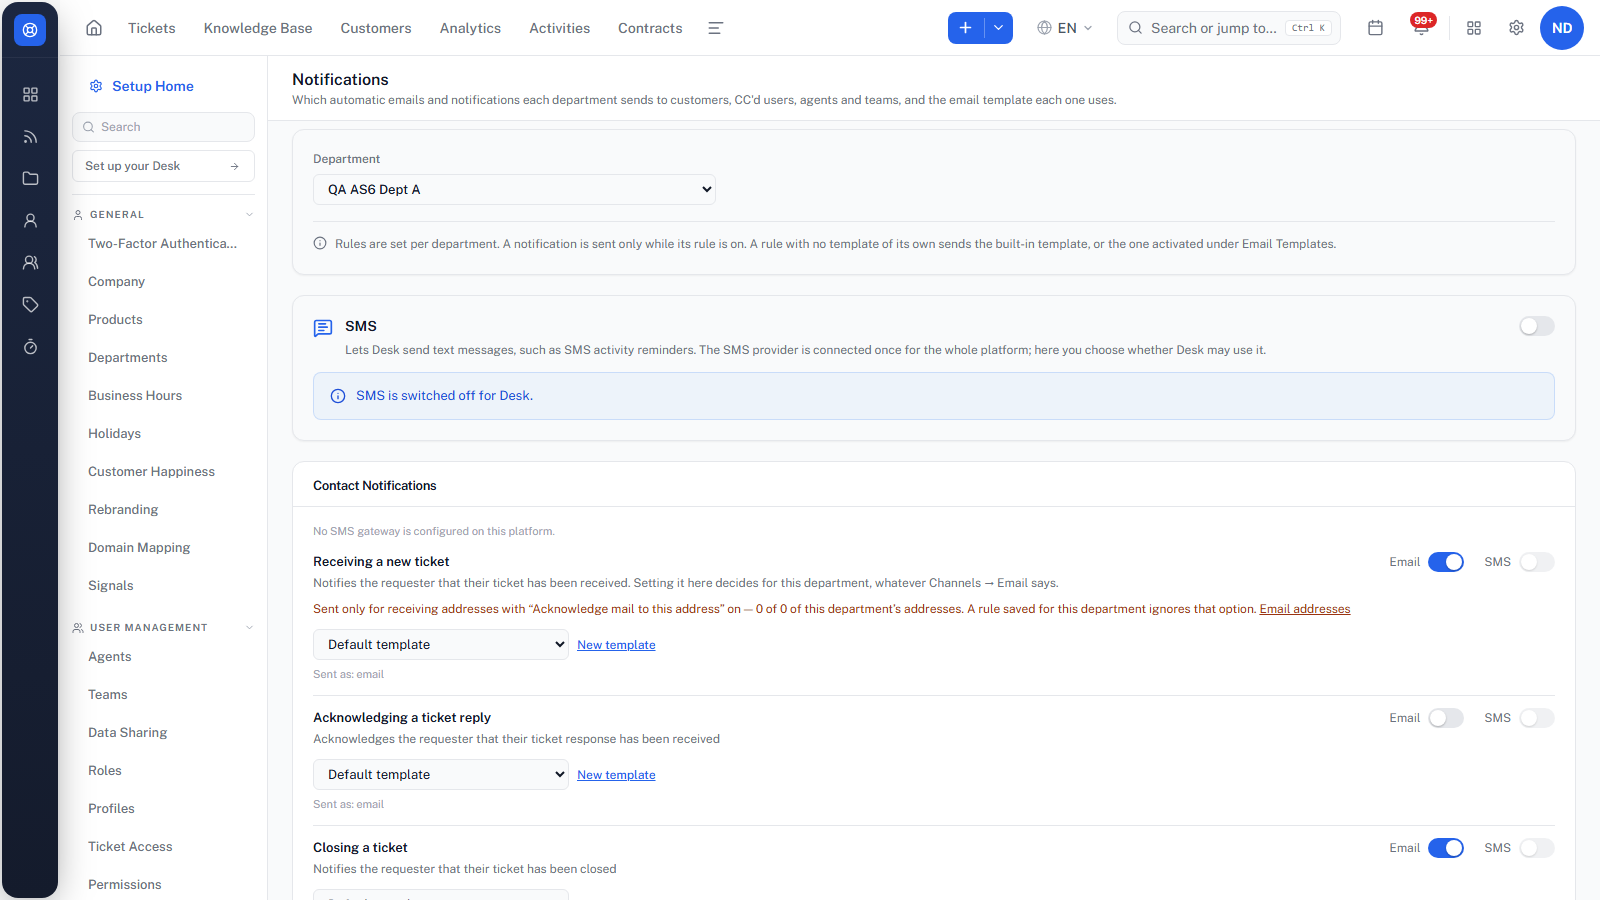 Tickets
Knowledge Base
Customers
Analytics
Activities
Contracts
EN
Search or jump to...
Ctrl K
99+
ND
Setup Home
Search
Set up your Desk
GENERAL
Two-Factor Authentica...
Company
Products
Departments
Business Hours
Holidays
Customer Happiness
Rebranding
Domain Mapping
Signals
USER MANAGEMENT
Agents
Teams
Data Sharing
Roles
Profiles
Ticket Access
Permissions
Notifications
Which automatic emails and notifications each department sends to customers, CC'd users, agents and teams, and the email template each one uses.
Department
QA AS6 Dept A
Rules are set per department. A notification is sent only while its rule is on. A rule with no template of its own sends the built-in template, or the one activated under Email Templates.
SMS
Lets Desk send text messages, such as SMS activity reminders. The SMS provider is connected once for the whole platform; here you choose whether Desk may use it.
SMS is switched off for Desk.
Contact Notifications
No SMS gateway is configured on this platform.
Receiving a new ticket
Email
SMS
Notifies the requester that their ticket has been received. Setting it here decides for this department, whatever Channels → Email says.
Sent only for receiving addresses with “Acknowledge mail to this address” on — 0 of 0 of this department's addresses. A rule saved for this department ignores that option. Email addresses
Default template
New template
Sent as: email
Acknowledging a ticket reply
Email
SMS
Acknowledges the requester that their ticket response has been received
Default template
New template
Sent as: email
Closing a ticket
Email
SMS
Notifies the requester that their ticket has been closed